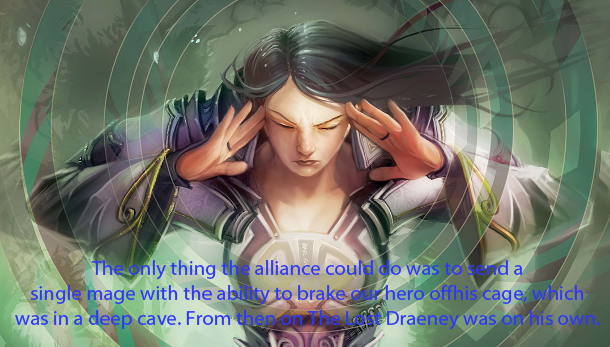 The only thing the alliance could do was to send a
single mage with the ability to brake our hero offhis cage, which
was in a deep cave. From then on The Lost Draeney was on his own.